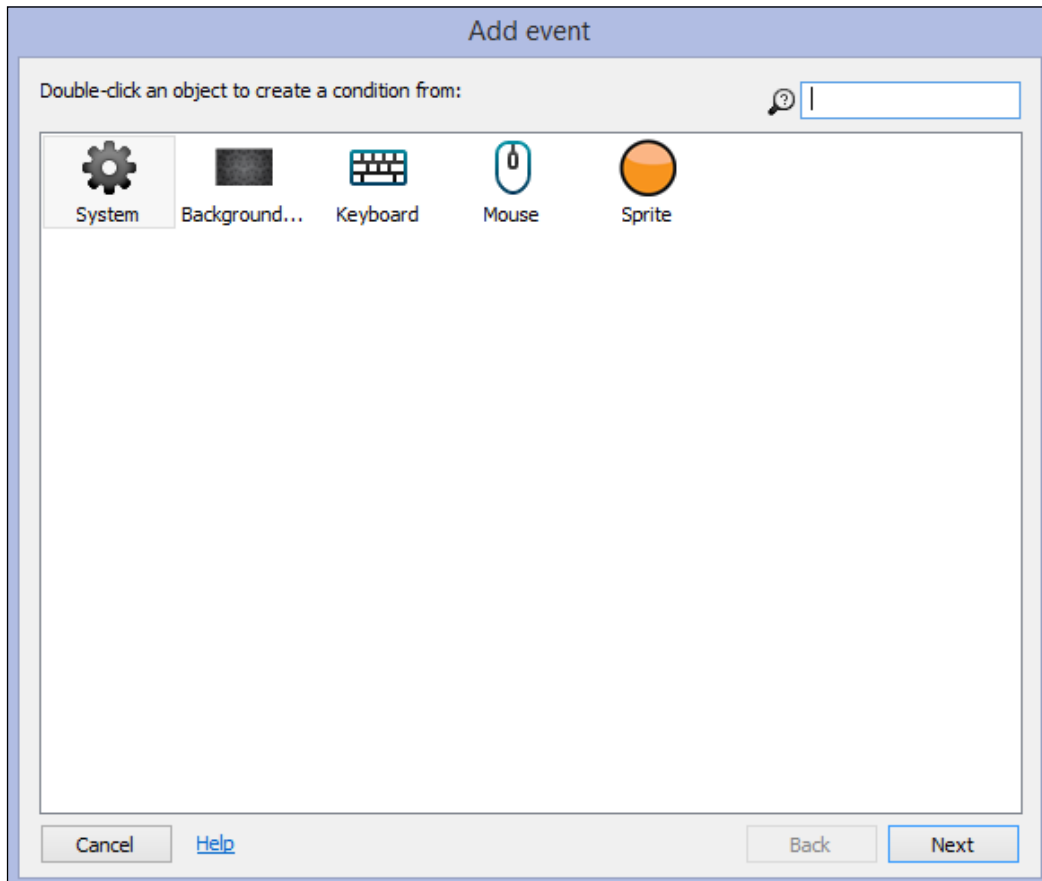 Add event
Double-click an object to create a condition from:
System Background... Keyboard Mouse Sprite
Cancel Help Back Next